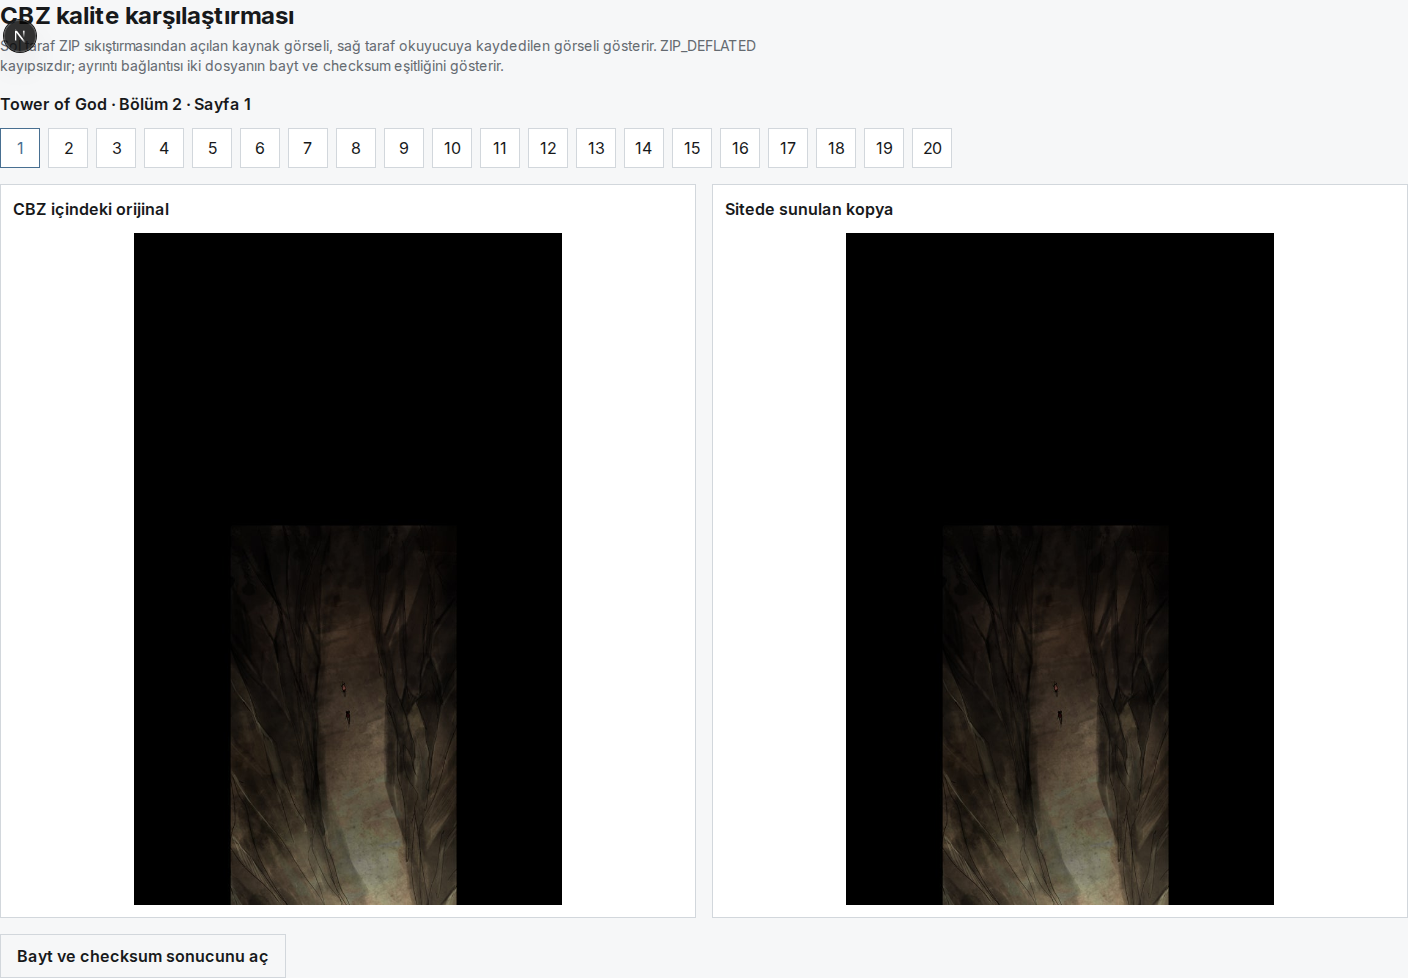 CBZ kalite karşılaştırması
N
Sol taraf ZIP sıkıştırmasından açılan kaynak görseli, sağ taraf okuyucuya kaydedilen görseli gösterir. ZIP_DEFLATED
kayıpsızdır; ayrıntı bağlantısı iki dosyanın bayt ve checksum eşitliğini gösterir.
Tower of God · Bölüm 2 · Sayfa 1
1 2 3 4 5 6 7 8 9 10 11 12 13 14 15 16 17 18 19 20
CBZ içindeki orijinal
Sitede sunulan kopya
Bayt ve checksum sonucunu aç